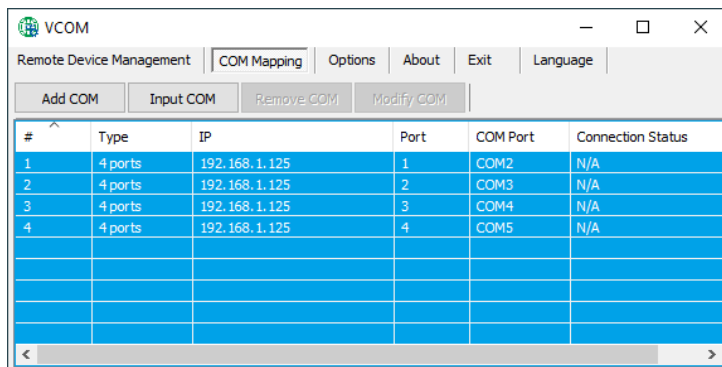 VCOM
Remote Device Management COM Mapping Options About Exit Language
Add COM Input COM Remove COM Modify COM
# Type IP Port COM Port Connection Status
1 4 ports 192.168.1.125 1 COM2 N/A
2 4 ports 192.168.1.125 2 COM3 N/A
3 4 ports 192.168.1.125 3 COM4 N/A
4 4 ports 192.168.1.125 4 COM5 N/A